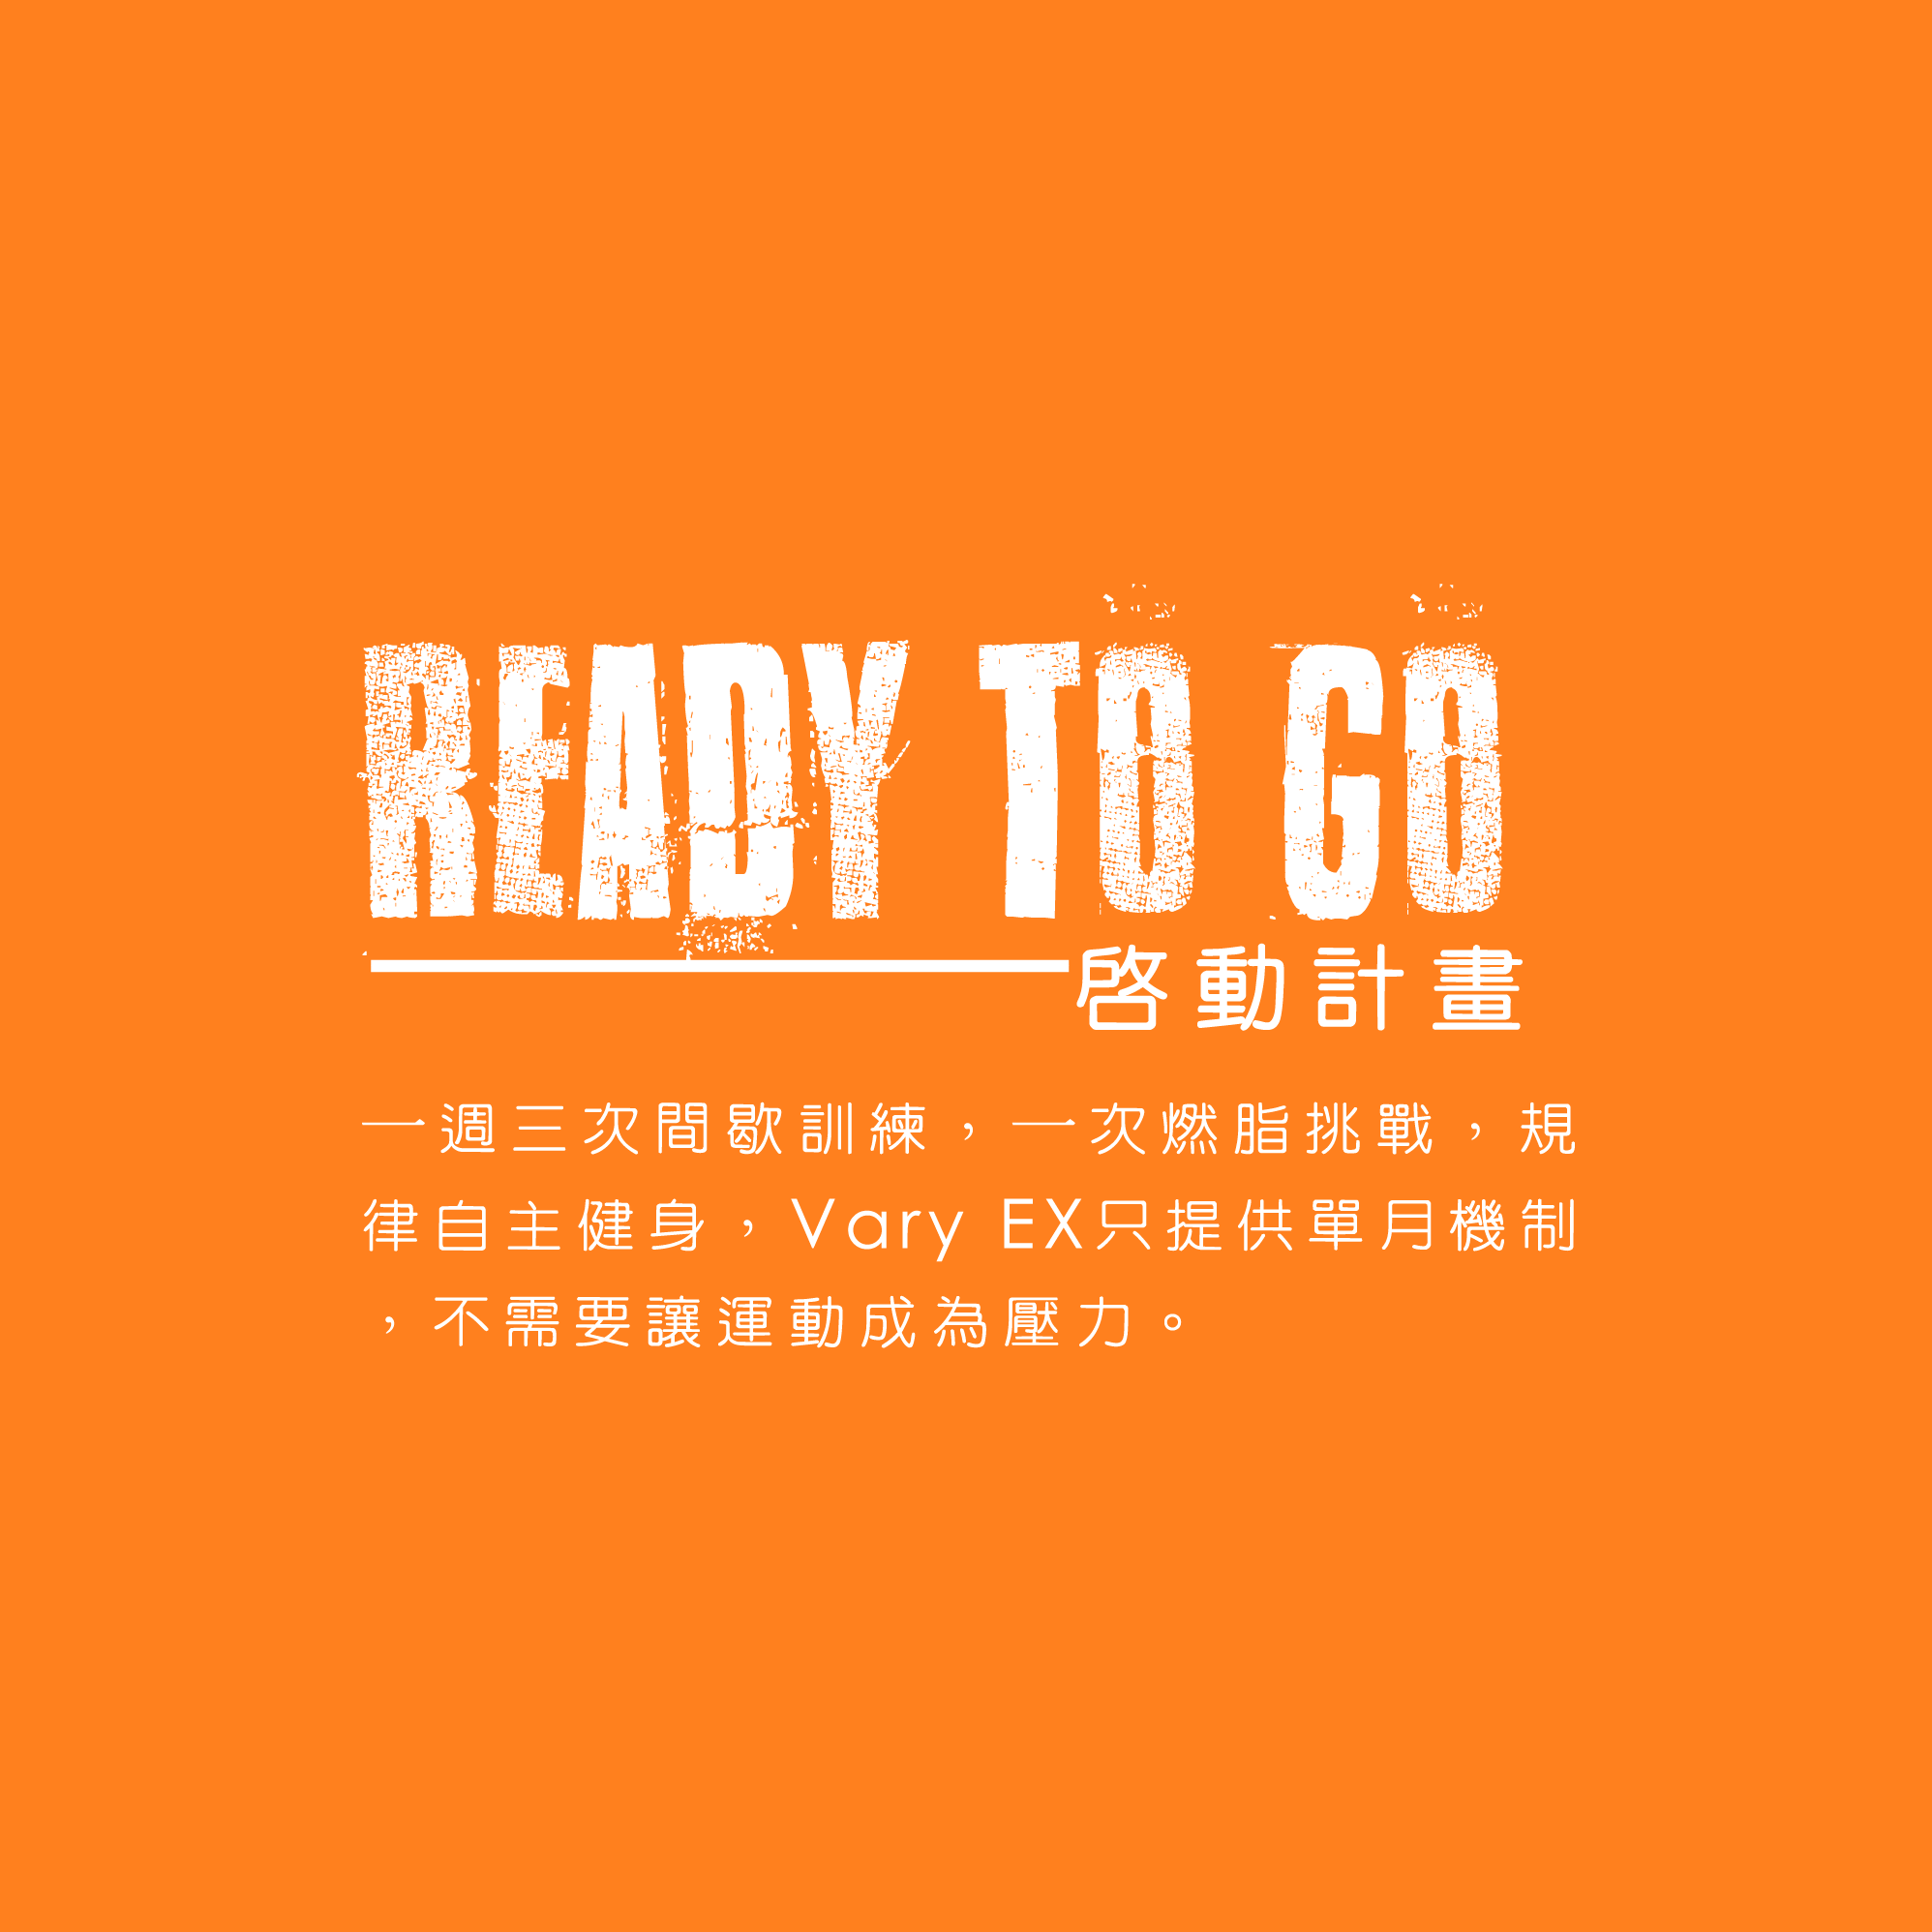 READY TO GO
啓動計畫
一週三次間歇訓練，一次燃脂挑戰，規
律自主健身，Vary EX只提供單月機制
，不需要讓運動成為壓力。